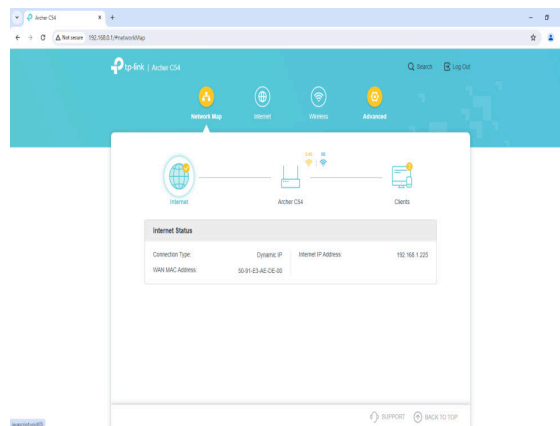 Archer C54
Not secure 192.168.0.1/#networkMap
tp-link | Archer C54
Search Log Out
Network Map Internet Wireless Advanced
Internet Archer C54 Clients
Internet Status
Connection Type: Dynamic IP Internet IP Address: 192.168.1.225
WAN MAC Address: 50-91-E3-AE-DE-00
SUPPORT BACK TO TOP